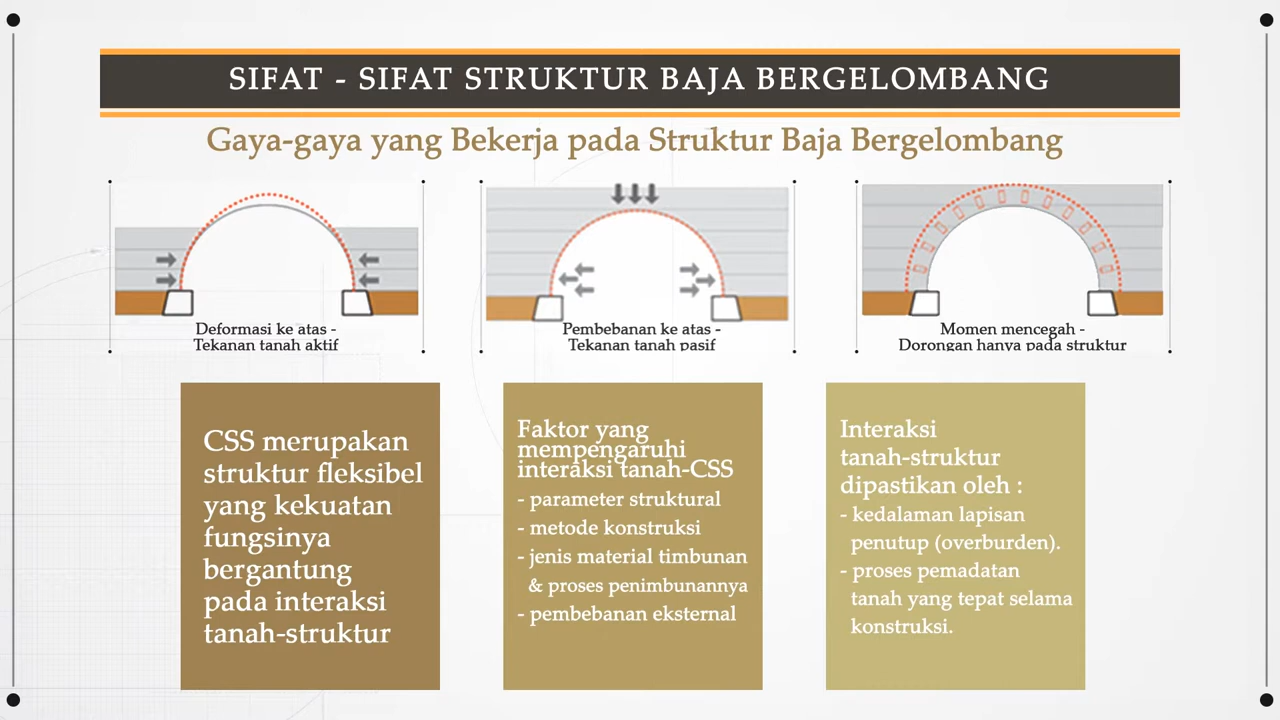 SIFAT - SIFAT STRUKTUR BAJA BERGELOMBANG
Gaya-gaya yang Bekerja pada Struktur Baja Bergelombang
Deformasi ke atas -
Tekanan tanah aktif
Pembebanan ke atas -
Tekanan tanah pasif
Momen mencegah -
Dorongan hanya pada struktur
CSS merupakan
struktur fleksibel
yang kekuatan
fungsinya
bergantung
pada interaksi
tanah-struktur
Faktor yang
mempengaruhi
interaksi tanah-CSS
- parameter struktural
- metode konstruksi
- jenis material timbunan
& proses penimbunannya
- pembebanan eksternal
Interaksi
tanah-struktur
dipastikan oleh :
- kedalaman lapisan
penutup (overburden).
- proses pemadatan
tanah yang tepat selama
konstruksi.